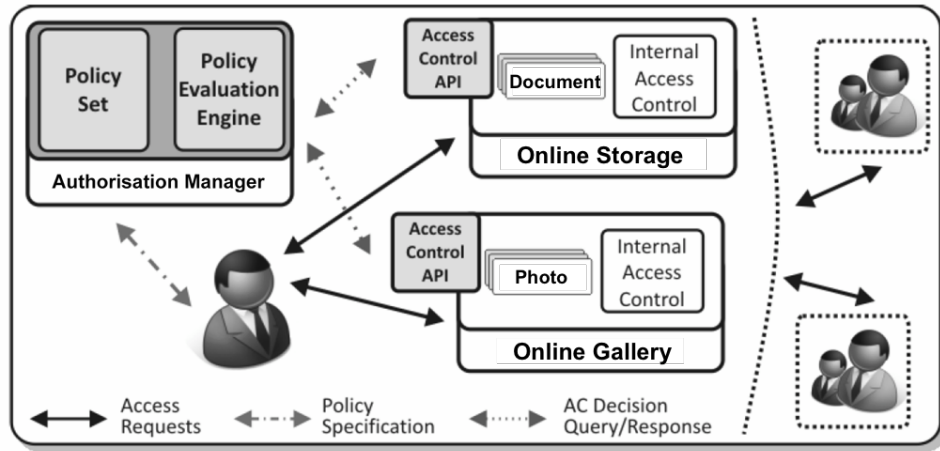 Policy
Set
Policy
Evaluation
Engine
Authorisation Manager
Access
Control
API
Document
Internal
Access
Control
Online Storage
Access
Control
API
Photo
Internal
Access
Control
Online Gallery
Access
Requests
Policy
Specification
AC Decision
Query/Response